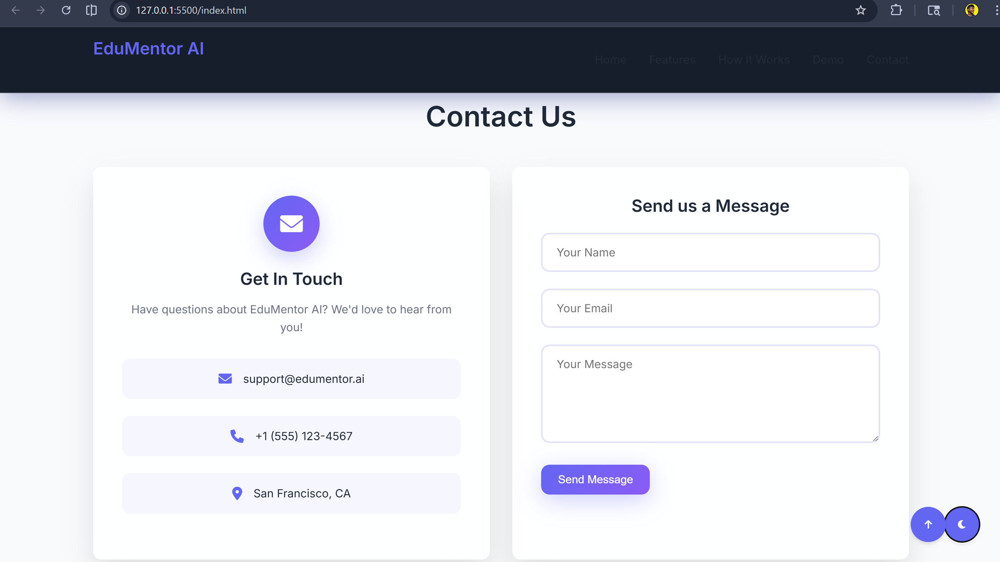 127.0.0.1:5500/index.html
EduMentor AI
Home Features How It Works Demo Contact
Contact Us
Get In Touch
Have questions about EduMentor AI? We'd love to hear from
you!
support@edumentor.ai
+1 (555) 123-4567
San Francisco, CA
Send us a Message
Your Name
Your Email
Your Message
Send Message